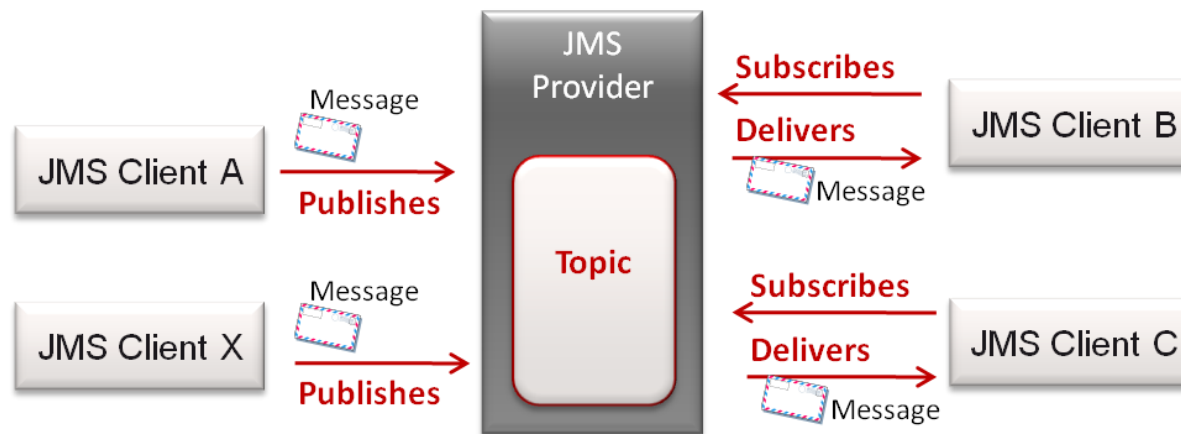 JMS
Provider
Topic
Message
JMS Client A
Publishes
Message
JMS Client X
Publishes
Subscribes
Delivers
JMS Client B
Message
Subscribes
Delivers
JMS Client C
Message